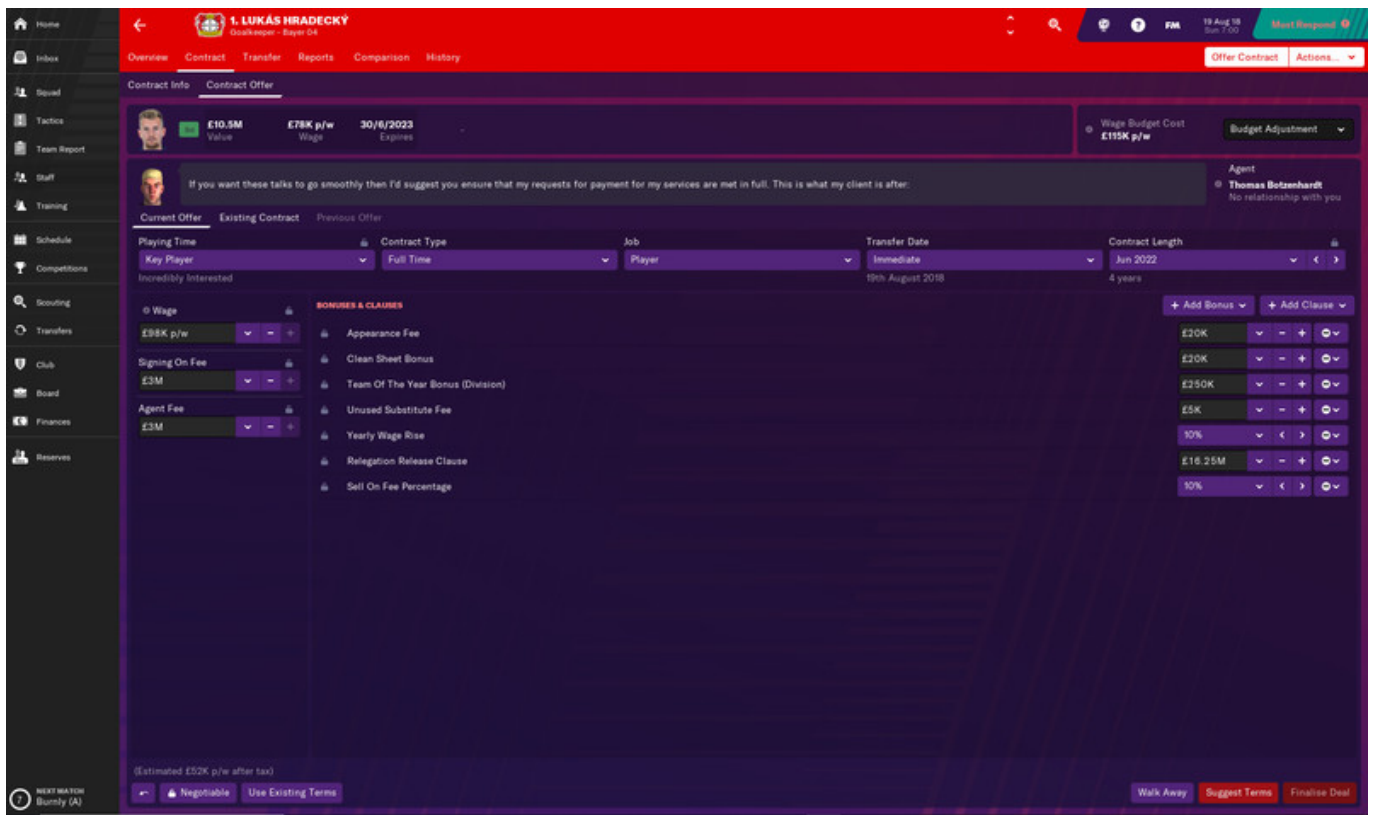 Home
1. LUKÁS HRADECKÝ
Goalkeeper - Bayer 04
FM
19 Aug 18
Sun 7:00
Must Respond
Inbox
Overview Contract Transfer Reports Comparison History
Offer Contract Actions...
Contract Info Contract Offer
Squad
Tactics
Team Report
Staff
Training
Schedule
Competitions
Scouting
Transfers
Club
Board
Finances
Reserves
£10.5M £78K p/w 30/6/2023
Value Wage Expires
Wage Budget Cost
£115K p/w
Budget Adjustment
If you want these talks to go smoothly then I'd suggest you ensure that my requests for payment for my services are met in full. This is what my client is after:
Agent
Thomas Botzenhardt
No relationship with you
Current Offer Existing Contract Previous Offer
Playing Time Contract Type Job Transfer Date Contract Length
Key Player Full Time Player Immediate Jun 2022
Incredibly Interested 19th August 2018 4 years
Wage
£98K p/w
Signing On Fee
£3M
Agent Fee
£3M
BONUSES & CLAUSES
+ Add Bonus + Add Clause
Appearance Fee £20K
Clean Sheet Bonus £20K
Team Of The Year Bonus (Division) £250K
Unused Substitute Fee £5K
Yearly Wage Rise 10%
Relegation Release Clause £16.25M
Sell On Fee Percentage 10%
(Estimated £52K p/w after tax)
Negotiable Use Existing Terms
Walk Away Suggest Terms Finalise Deal
7 NEXT MATCH
Burnly (A)